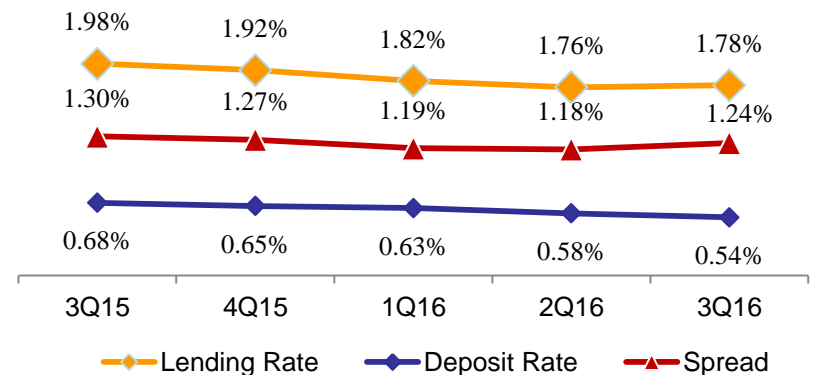 1.98% 1.92% 1.82% 1.76% 1.78%
1.30% 1.27% 1.19% 1.18% 1.24%
0.68% 0.65% 0.63% 0.58% 0.54%
3Q15 4Q15 1Q16 2Q16 3Q16
Lending Rate Deposit Rate Spread